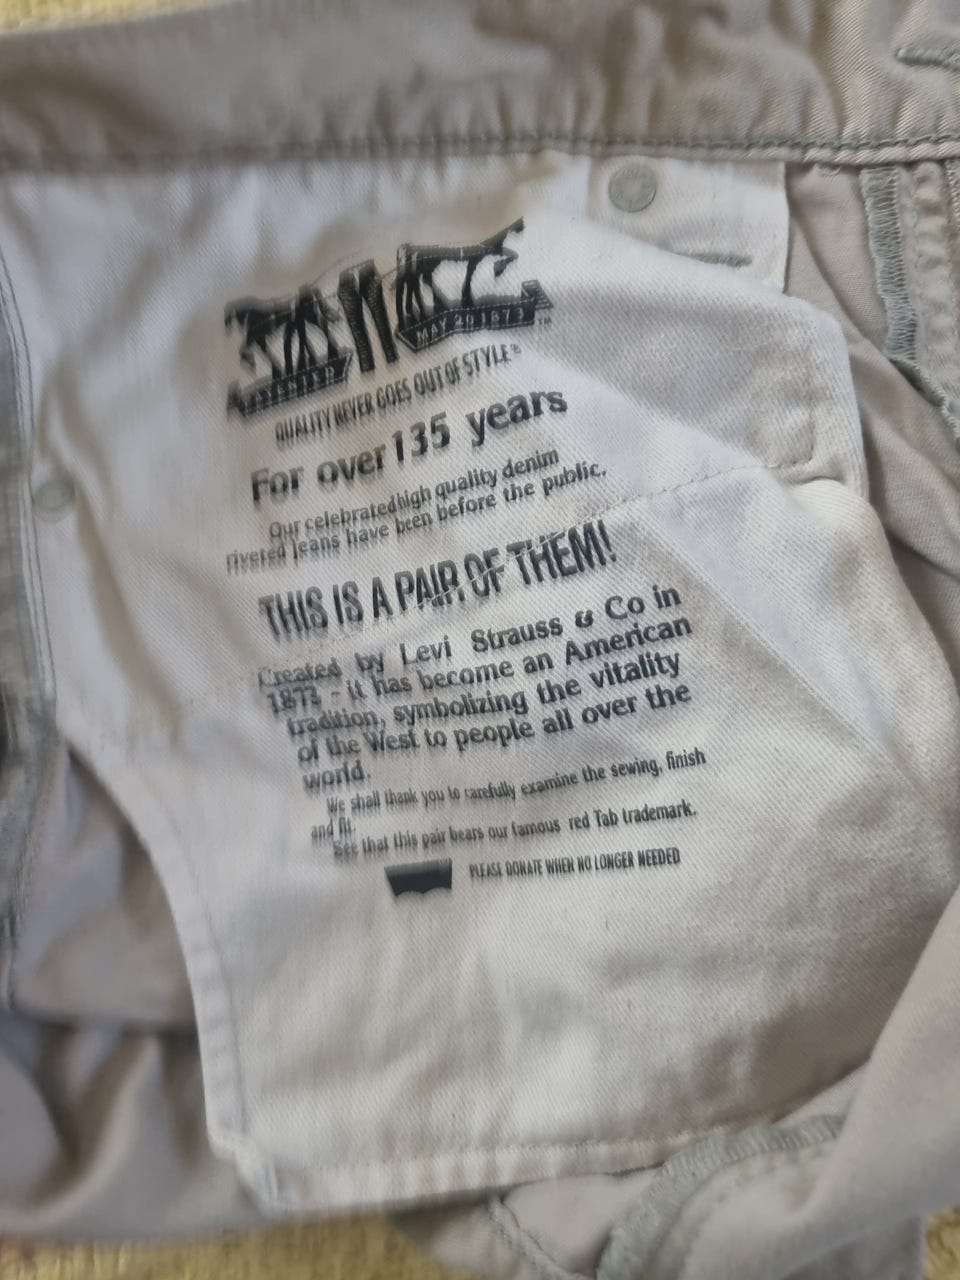 MAY 20 1873
QUALITY NEVER GOES OUT OF STYLE®
For over 135 years
Our celebrated high quality denim
riveted jeans have been before the public.
THIS IS A PAIR OF THEM!
Created by Levi Strauss & Co in
1873 - it has become an American
tradition, symbolizing the vitality
of the West to people all over the
world.
We shall thank you to carefully examine the sewing, finish
and fit.
See that this pair bears our famous red Tab trademark.
PLEASE DONATE WHEN NO LONGER NEEDED